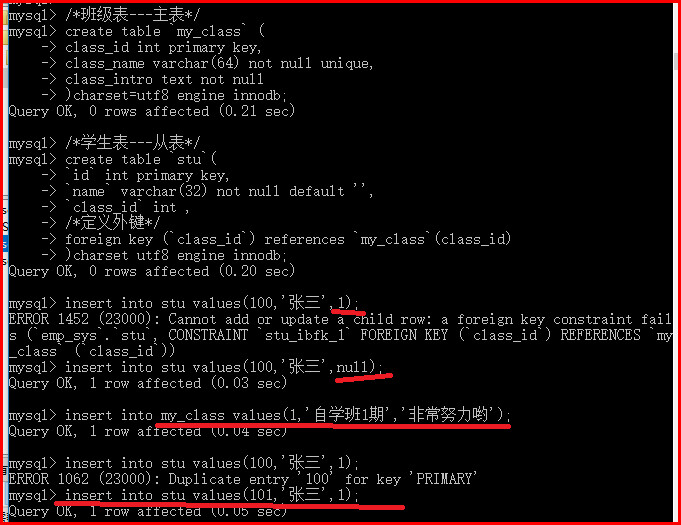 mysql> /*班级表---主表*/
mysql> create table `my_class` (
    -> class_id int primary key,
    -> class_name varchar(64) not null unique,
    -> class_intro text not null
    -> )charset=utf8 engine innodb;
Query OK, 0 rows affected (0.21 sec)
mysql> /*学生表---从表*/
mysql> create table `stu`(
    -> `id` int primary key,
    -> `name` varchar(32) not null default '',
    -> `class_id` int ,
    -> /*定义外键*/
    -> foreign key (`class_id`) references `my_class`(class_id)
    -> )charset utf8 engine innodb;
Query OK, 0 rows affected (0.20 sec)
mysql> insert into stu values(100,'张三',1);
ERROR 1452 (23000): Cannot add or update a child row: a foreign key constraint fail
s (`emp_sys`.`stu`, CONSTRAINT `stu_ibfk_1` FOREIGN KEY (`class_id`) REFERENCES `my
_class` (`class_id`))
mysql> insert into stu values(100,'张三',null);
Query OK, 1 row affected (0.03 sec)
mysql> insert into my_class values(1,'自学班1期','非常努力哟');
Query OK, 1 row affected (0.04 sec)
mysql> insert into stu values(100,'张三',1);
ERROR 1062 (23000): Duplicate entry '100' for key 'PRIMARY'
mysql> insert into stu values(101,'张三',1);
Query OK, 1 row affected (0.05 sec)